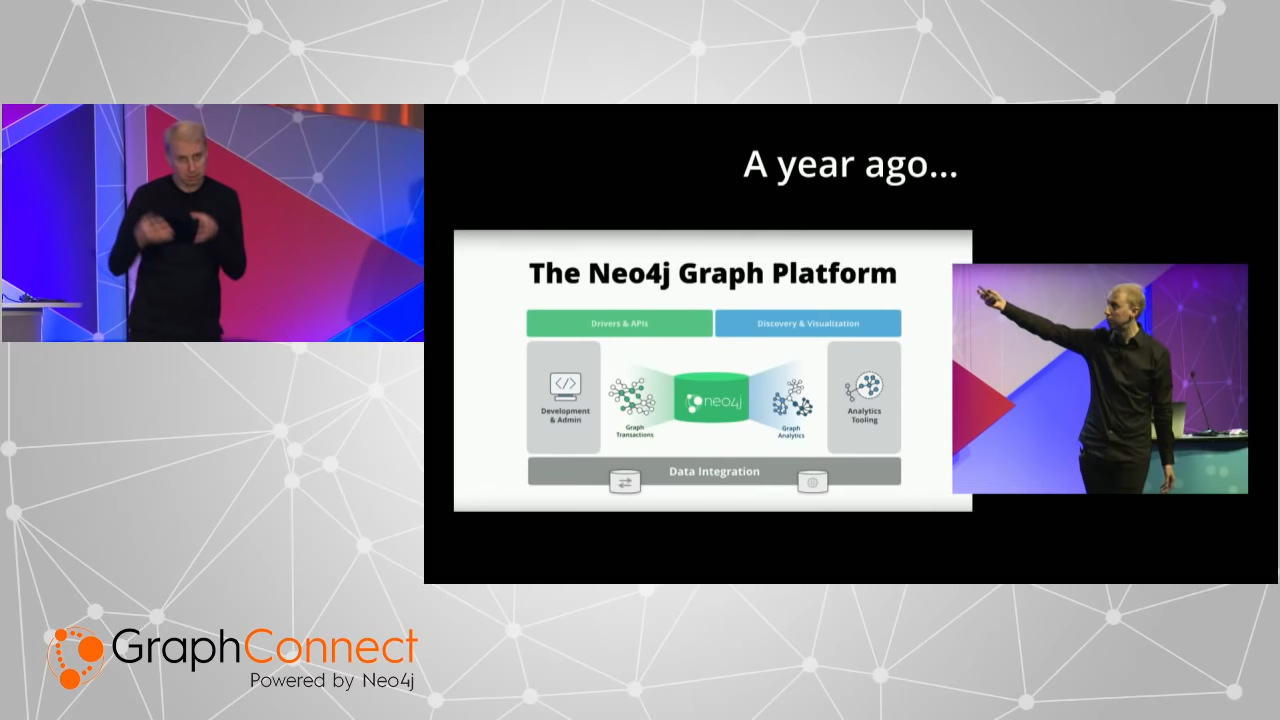 A year ago...
The Neo4j Graph Platform
Drivers & APIs
Discovery & Visualization
Development
& Admin
Graph
Transactions
neo4j
Graph
Analytics
Analytics
Tooling
Data Integration
GraphConnect
Powered by Neo4j